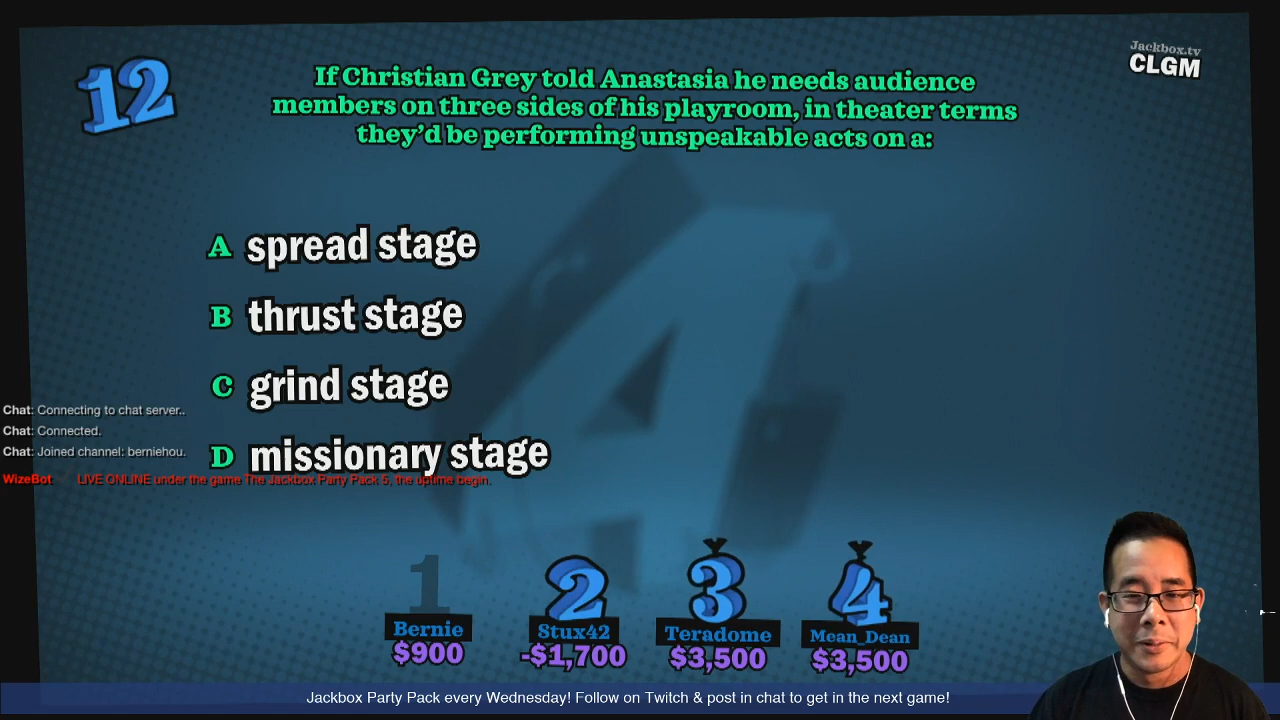 Jackbox.tv
CLGM
12
If Christian Grey told Anastasia he needs audience
members on three sides of his playroom, in theater terms
they'd be performing unspeakable acts on a:
A spread stage
B thrust stage
C grind stage
D missionary stage
Chat: Connecting to chat server..
Chat: Connected.
Chat: Joined channel: berniehou.
WizeBot LIVE ONLINE under the game The Jackbox Party Pack 5, the uptime begin.
1 2 3 4
Bernie Stux42 Teradome Mean_Dean
$900 -$1,700 $3,500 $3,500
Jackbox Party Pack every Wednesday! Follow on Twitch & post in chat to get in the next game!